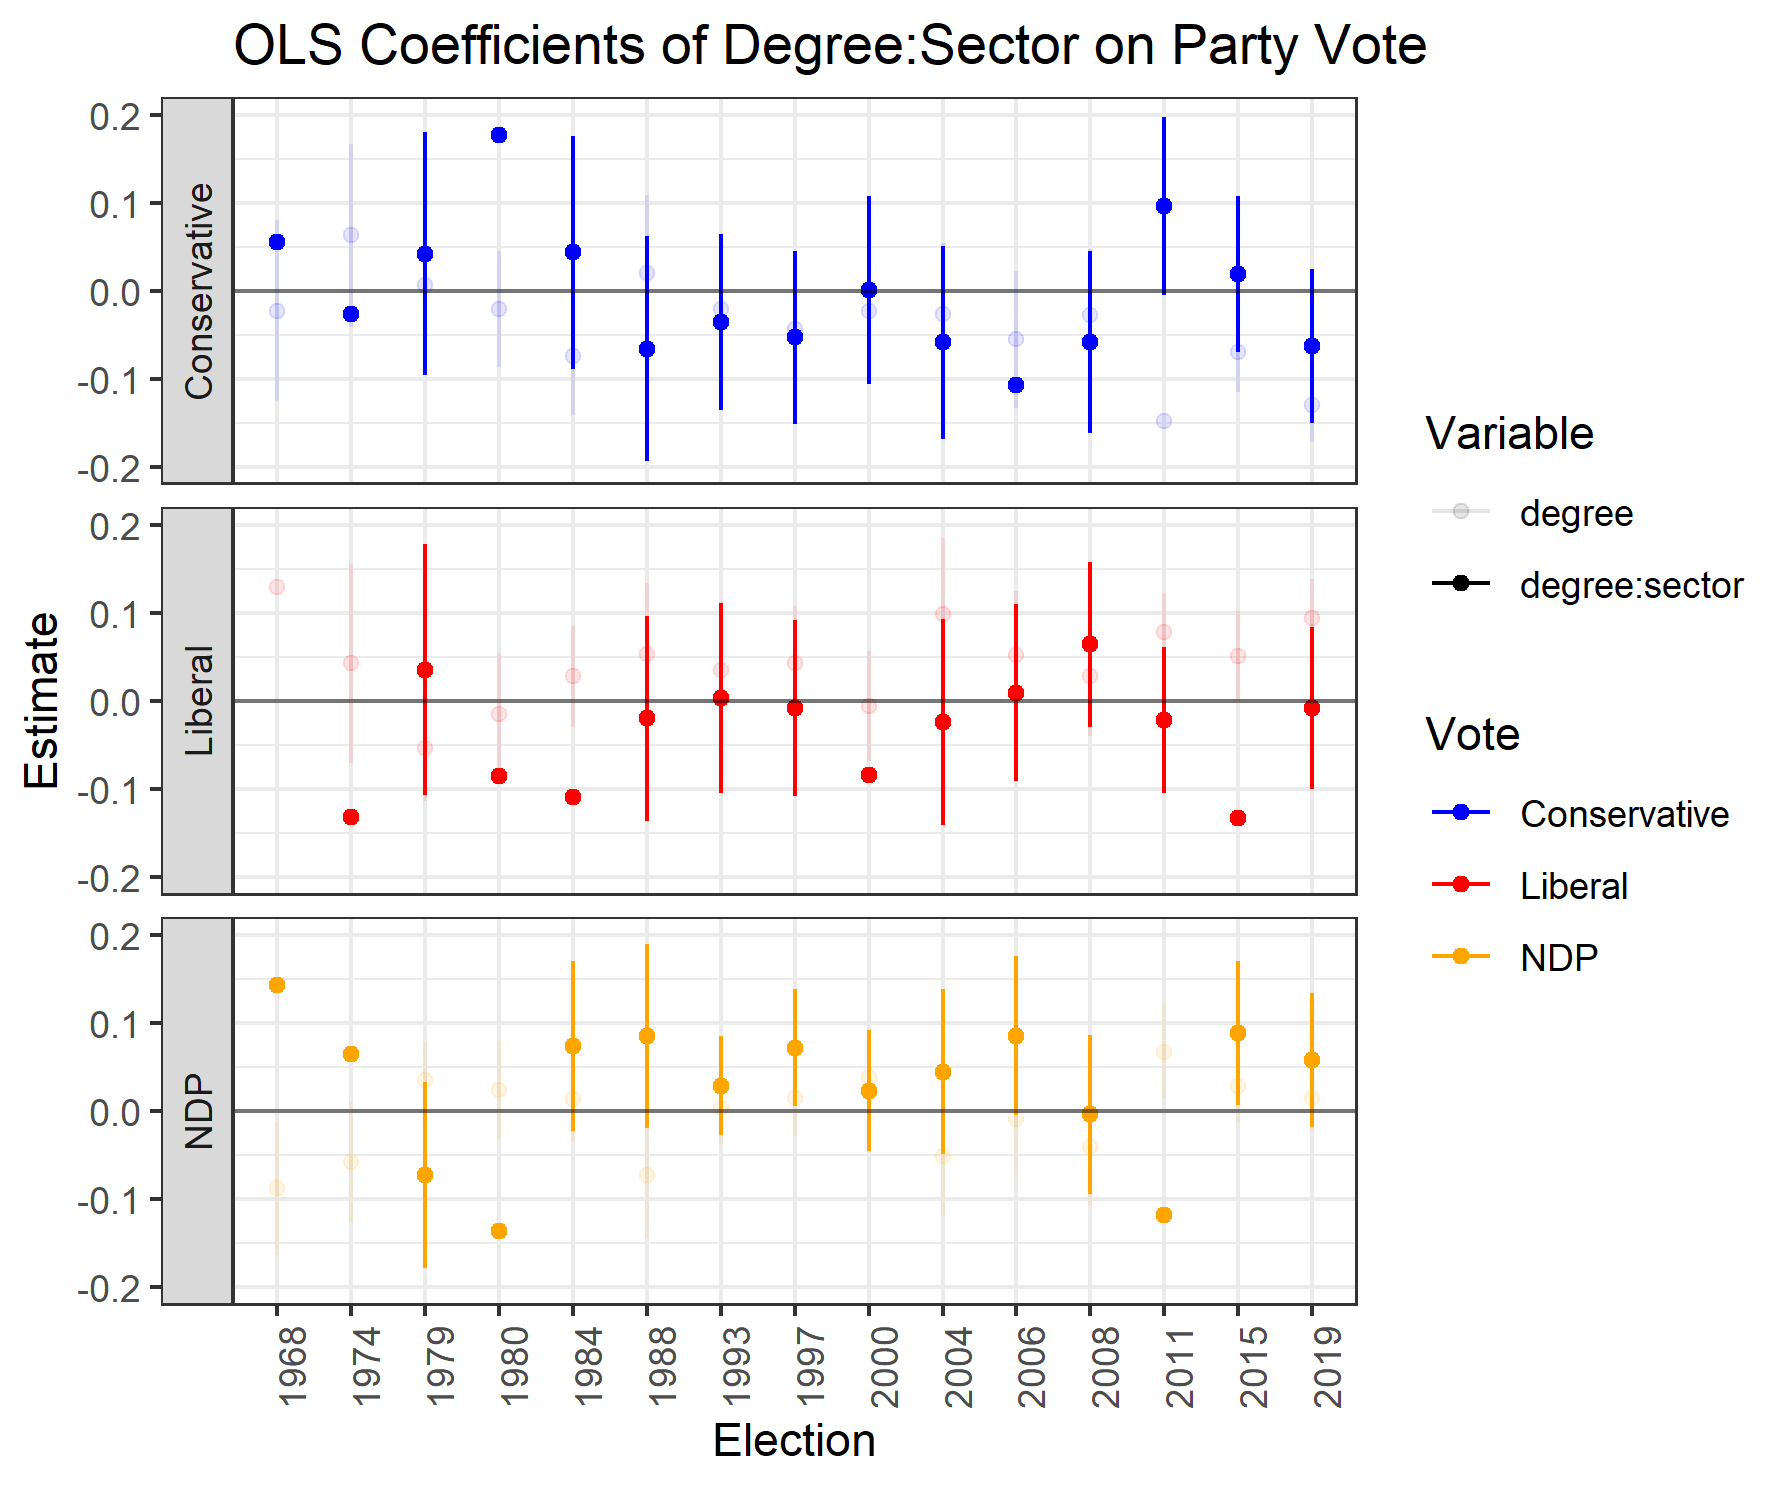 OLS Coefficients of Degree:Sector on Party Vote
Estimate
Conservative
0.2
0.1
0.0
-0.1
-0.2
Liberal
0.2
0.1
0.0
-0.1
-0.2
NDP
0.2
0.1
0.0
-0.1
-0.2
1968 1974 1979 1980 1984 1988 1993 1997 2000 2004 2006 2008 2011 2015 2019
Election
Variable
degree
degree:sector
Vote
Conservative
Liberal
NDP